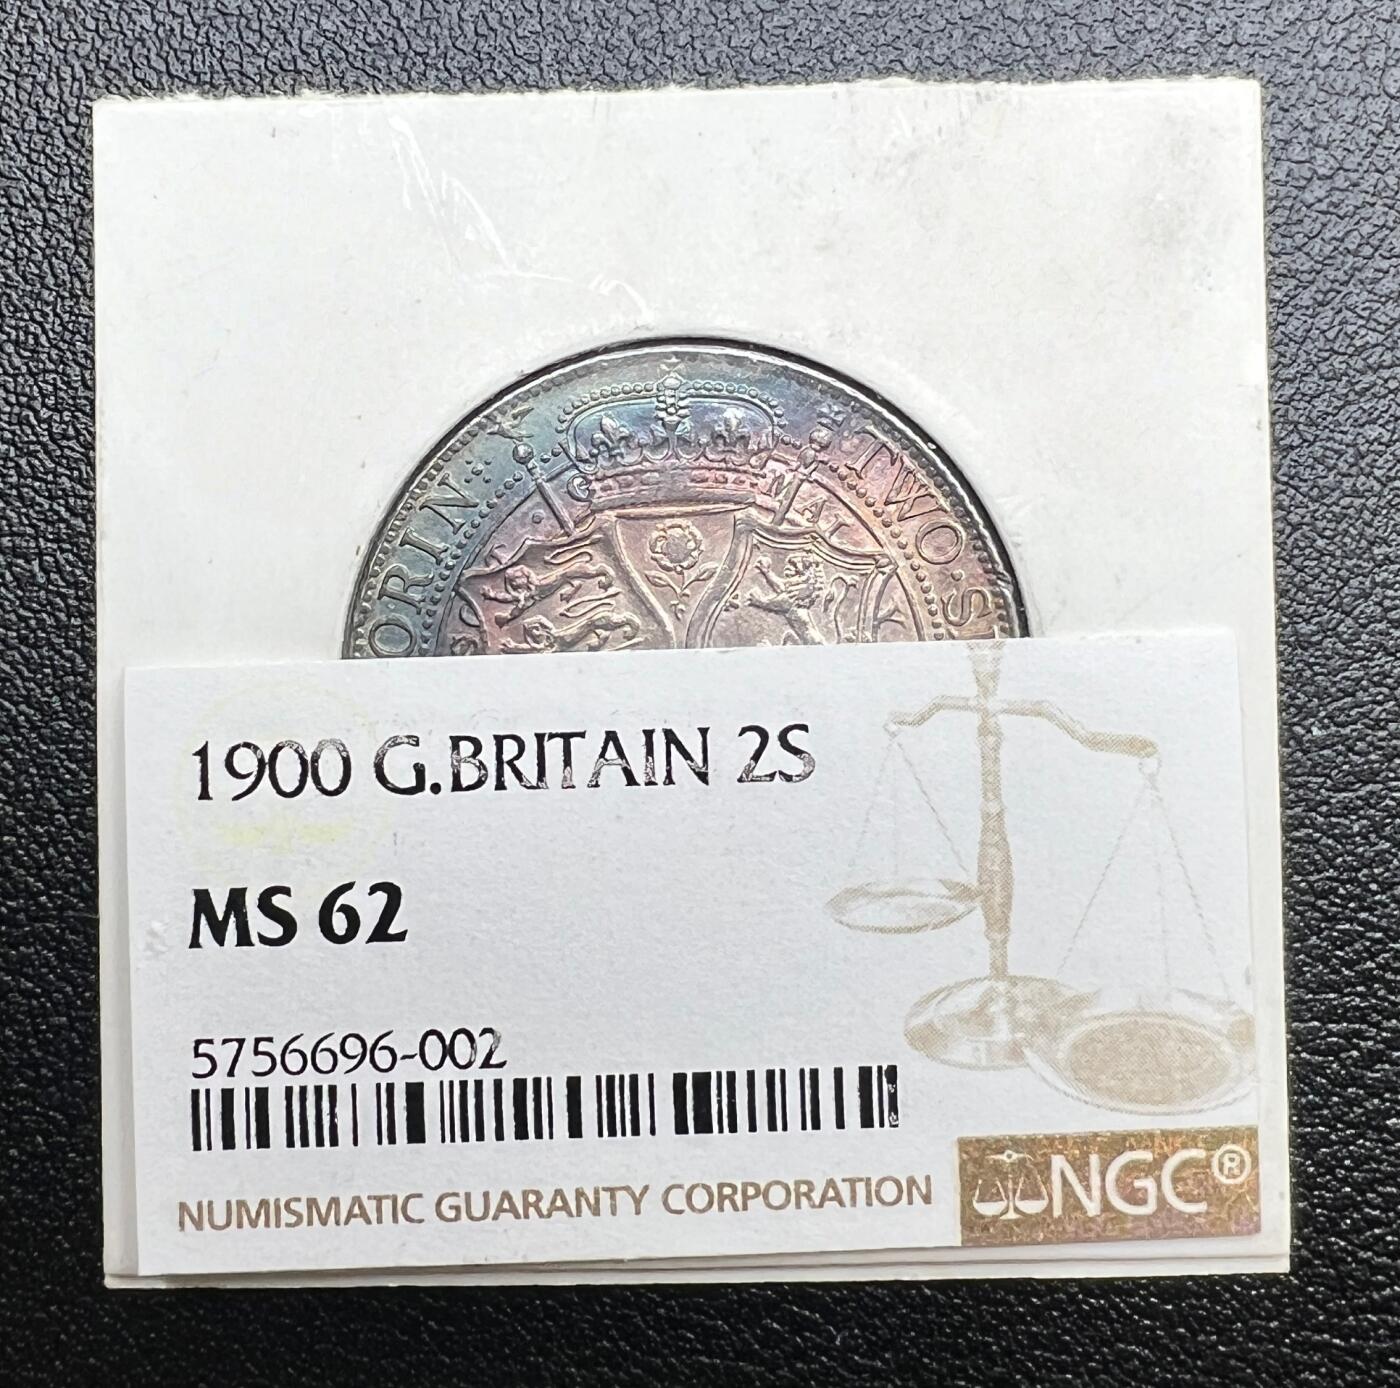 ORIN
TWO·S
1900 G.BRITAIN 2S
MS 62
5756696-002
NUMISMATIC GUARANTY CORPORATION
NGC®